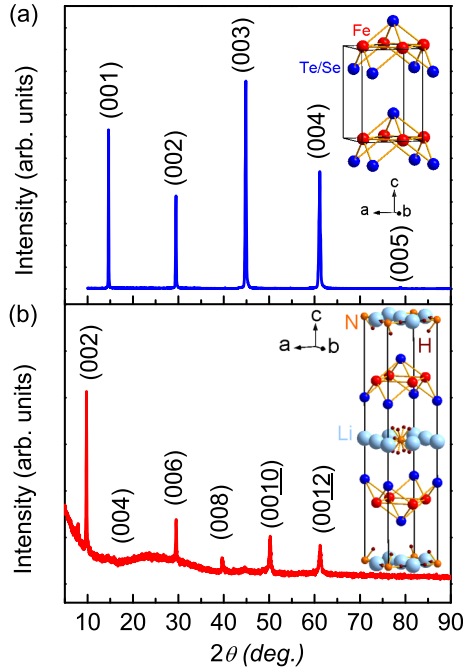 (a)
Intensity (arb. units)
(001)
(002)
(003)
(004)
(005)
Fe
Te/Se
c
a
b
(b)
Intensity (arb. units)
(002)
(004)
(006)
(008)
(0010)
(0012)
c
a
b
N
H
Li
10 20 30 40 50 60 70 80 90
2θ (deg.)